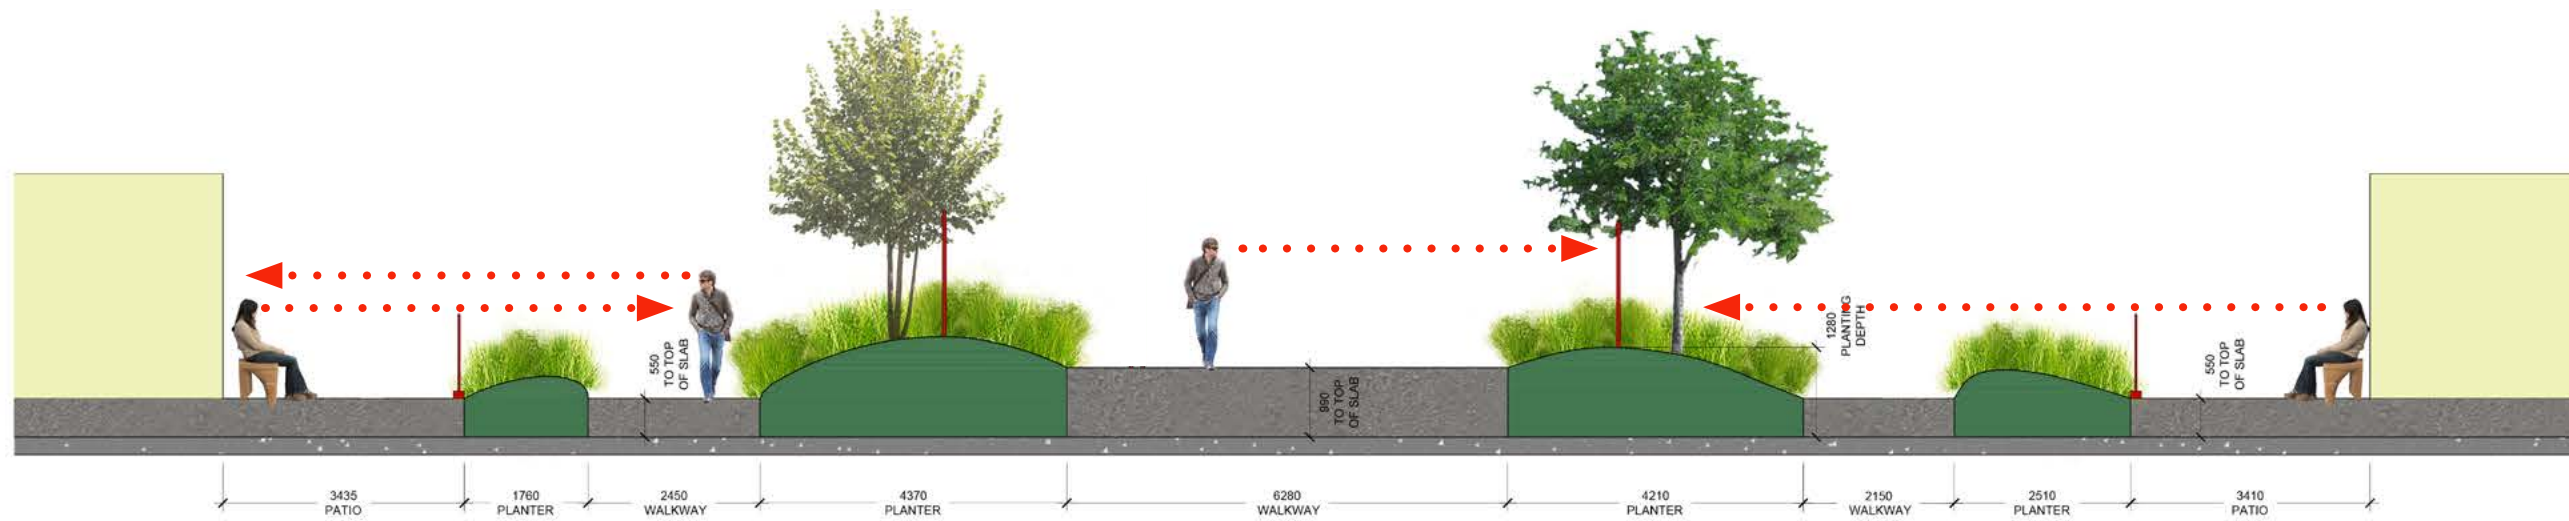 550
TO TOP
OF SLAB
990
TO TOP
OF SLAB
1280
PLANTING
DEPTH
550
TO TOP
OF SLAB
3435
PATIO
1760
PLANTER
2450
WALKWAY
4370
PLANTER
6280
WALKWAY
4210
PLANTER
2150
WALKWAY
2510
PLANTER
3410
PATIO